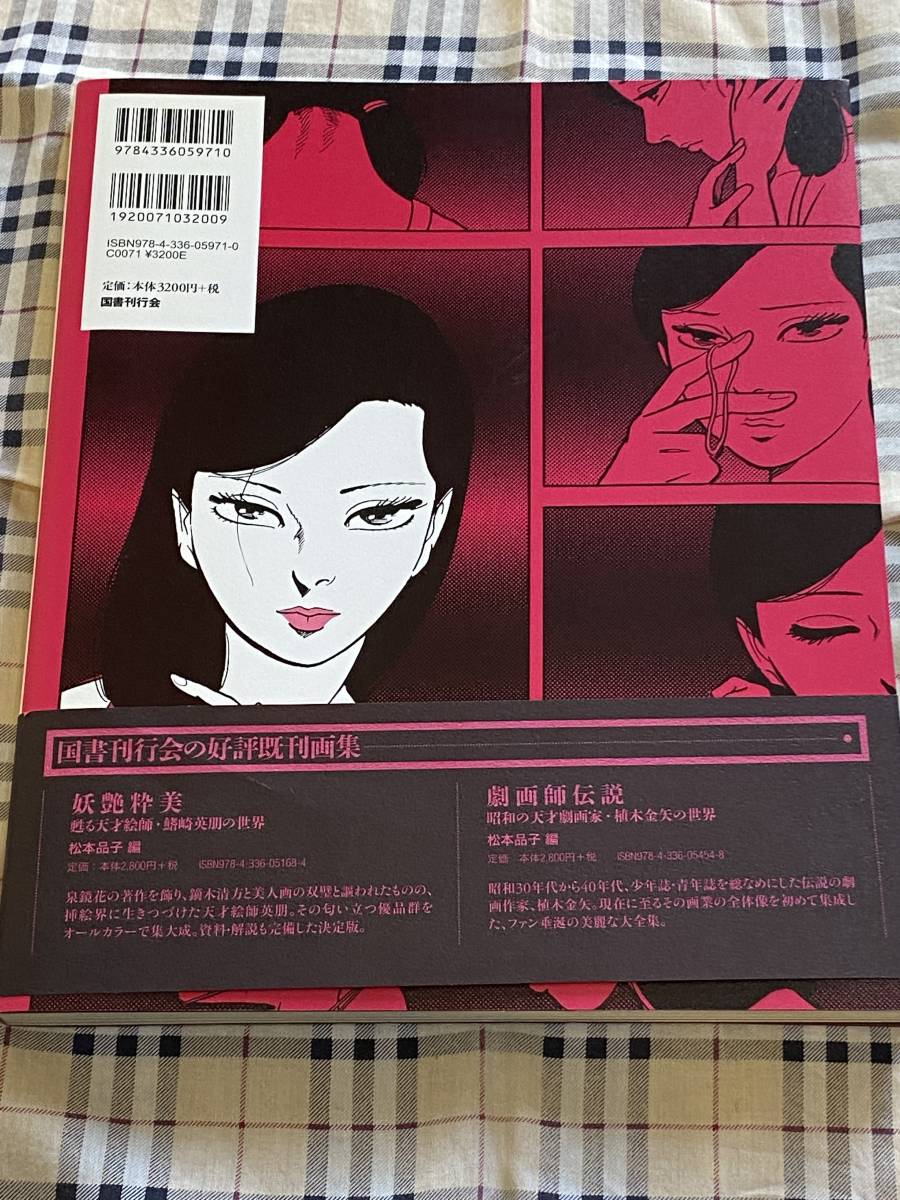 9784336059710
1920071032009
ISBN978-4-336-05971-0
C0071 ¥3200E
定価：本体3200円+税
国書刊行会
国書刊行会の好評既刊画集
妖艶粋美
甦る天才絵師・鰭崎英朋の世界
松本品子 編
定価：本体2,800円+税 ISBN978-4-336-05168-4
泉鏡花の著作を飾り、鏑木清方と美人画の双璧と謳われたものの、
挿絵界に生きつづけた天才絵師英朋。その匂い立つ優品群を
オールカラーで集大成。資料・解説も完備した決定版。
劇画師伝説
昭和の天才劇画家・植木金矢の世界
松本品子 編
定価：本体2,800円+税 ISBN978-4-336-05454-8
昭和30年代から40年代、少年誌・青年誌を総なめにした伝説の劇
画作家、植木金矢。現在に至るその画業の全体像を初めて集成し
た、ファン垂涎の美麗な大全集。